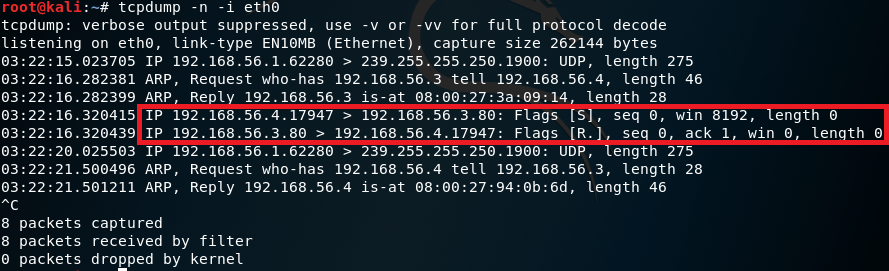 root@kali:~# tcpdump -n -i eth0
tcpdump: verbose output suppressed, use -v or -vv for full protocol decode
listening on eth0, link-type EN10MB (Ethernet), capture size 262144 bytes
03:22:15.023705 IP 192.168.56.1.62280 > 239.255.255.250.1900: UDP, length 275
03:22:16.282381 ARP, Request who-has 192.168.56.3 tell 192.168.56.4, length 46
03:22:16.282399 ARP, Reply 192.168.56.3 is-at 08:00:27:3a:09:14, length 28
03:22:16.320415 IP 192.168.56.4.17947 > 192.168.56.3.80: Flags [S], seq 0, win 8192, length 0
03:22:16.320439 IP 192.168.56.3.80 > 192.168.56.4.17947: Flags [R.], seq 0, ack 1, win 0, length 0
03:22:20.025503 IP 192.168.56.1.62280 > 239.255.255.250.1900: UDP, length 275
03:22:21.500496 ARP, Request who-has 192.168.56.4 tell 192.168.56.3, length 28
03:22:21.501211 ARP, Reply 192.168.56.4 is-at 08:00:27:94:0b:6d, length 46
^C
8 packets captured
8 packets received by filter
0 packets dropped by kernel